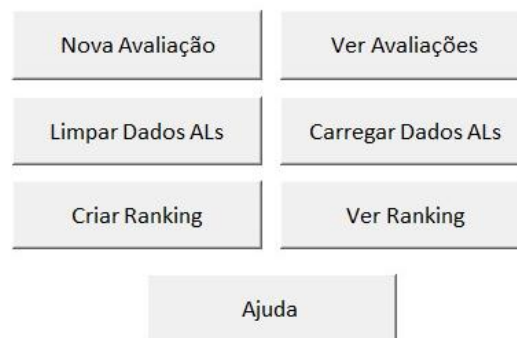 Nova Avaliação
Ver Avaliações
Limpar Dados ALs
Carregar Dados ALs
Criar Ranking
Ver Ranking
Ajuda